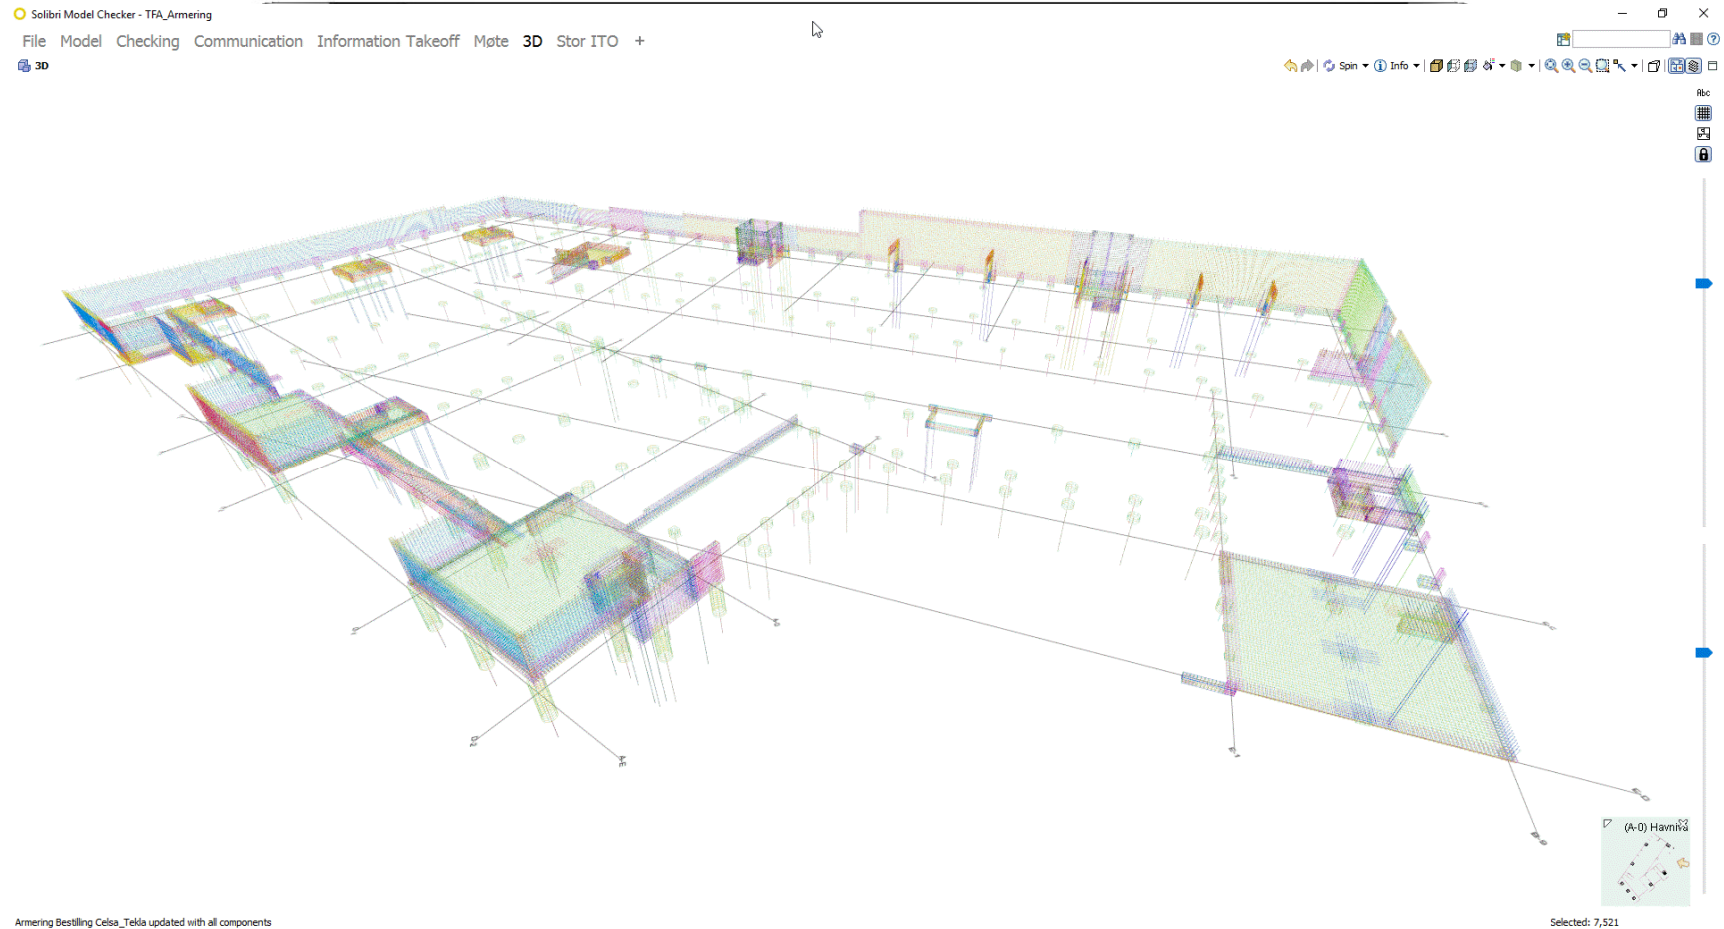 Solibri Model Checker - TFA_Armering
File Model Checking Communication Information Takeoff Møte 3D Stor ITO +
3D
Spin Info
Abc
(A-0) Havnivå
Armering Bestilling Celsa_Tekla updated with all components
Selected: 7,521